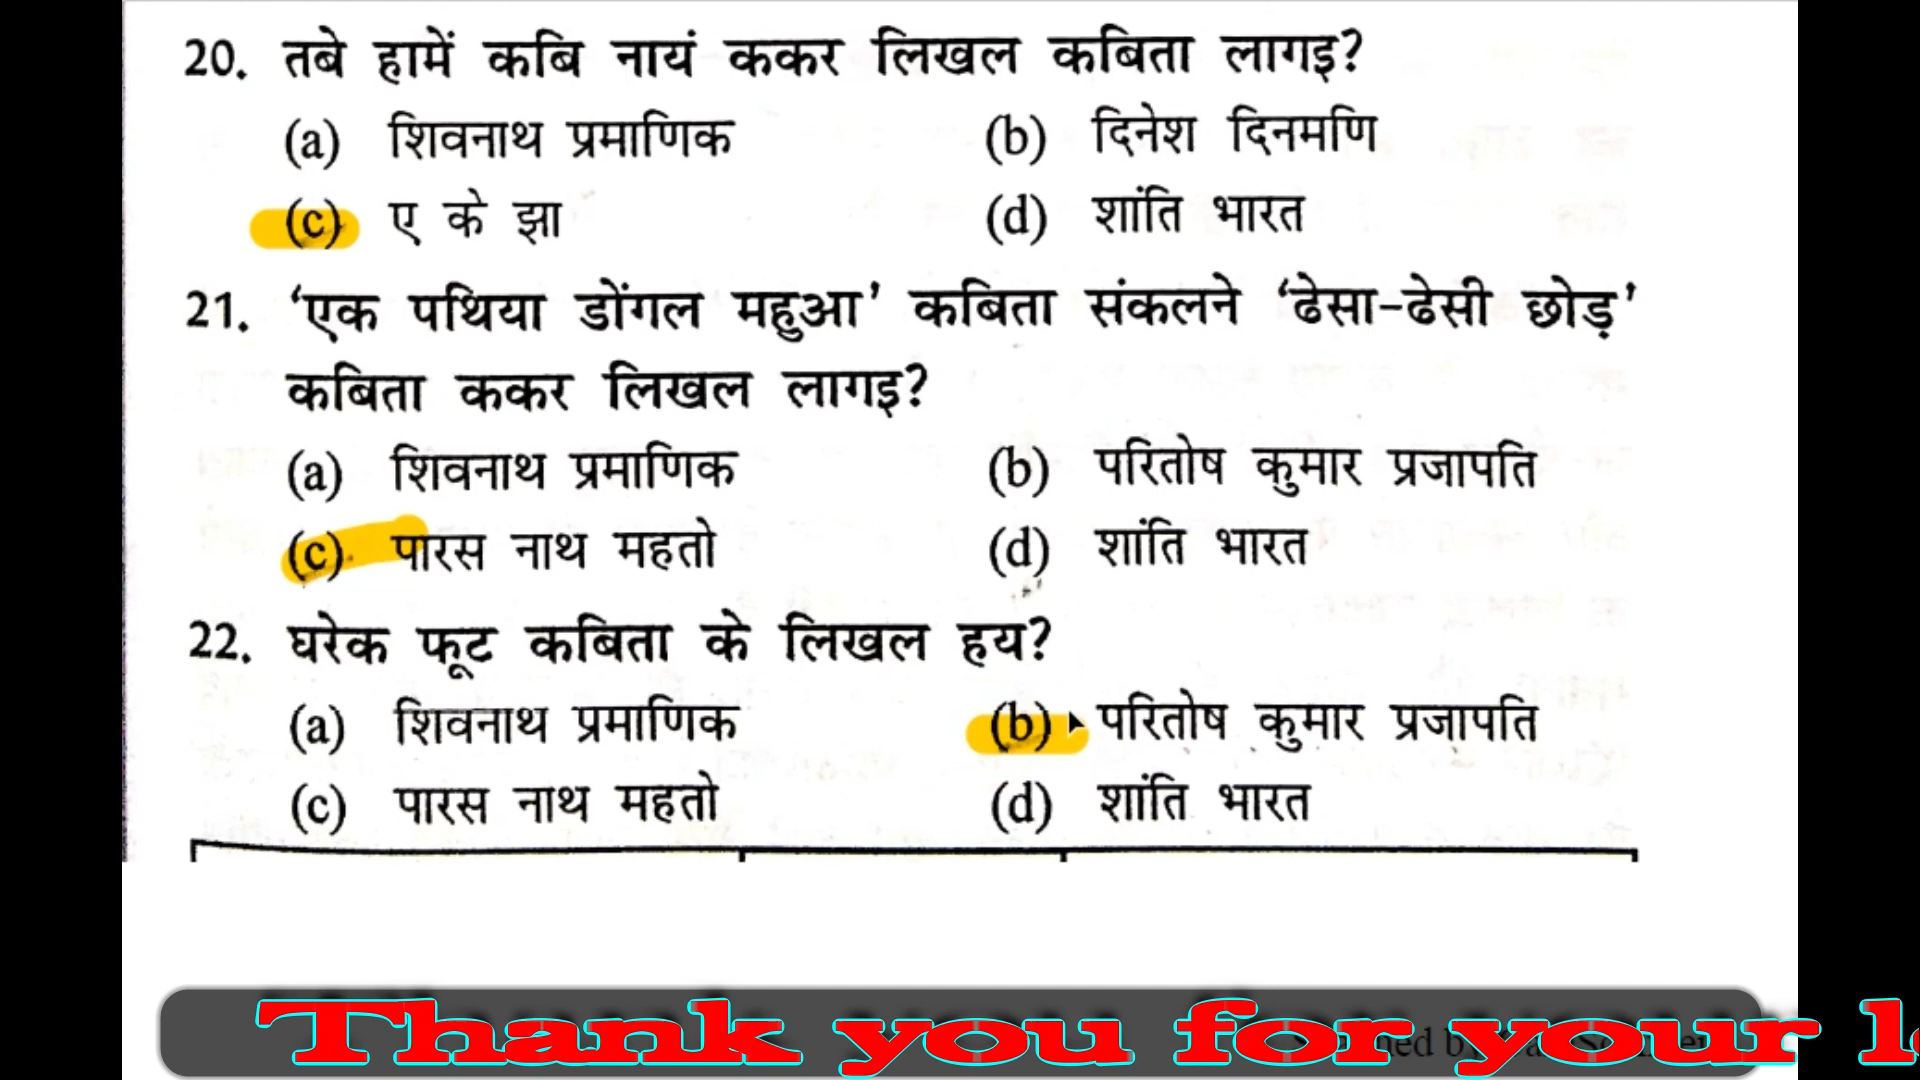 20. तबे हामें कबि नायं ककर लिखल कबिता लागइ?
(a) शिवनाथ प्रमाणिक (b) दिनेश दिनमणि
(c) ए के झा (d) शांति भारत
21. ‘एक पथिया डोंगल महुआ’ कबिता संकलने ‘ढेसा-ढेसी छोड़’
कबिता ककर लिखल लागइ?
(a) शिवनाथ प्रमाणिक (b) परितोष कुमार प्रजापति
(c) पारस नाथ महतो (d) शांति भारत
22. घरेक फूट कबिता के लिखल हय?
(a) शिवनाथ प्रमाणिक (b) परितोष कुमार प्रजापति
(c) पारस नाथ महतो (d) शांति भारत
Thank you for your